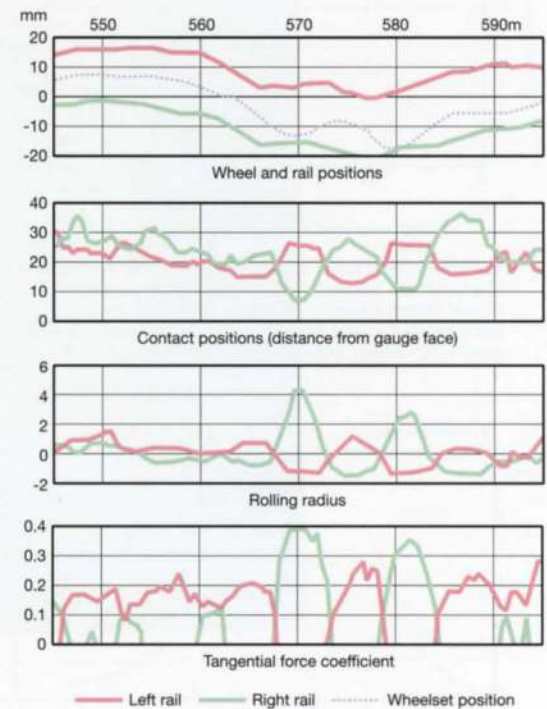 mm
550 560 570 580 590m
20
10
0
-10
-20
Wheel and rail positions
40
30
20
10
0
Contact positions (distance from gauge face)
6
4
2
0
-2
Rolling radius
0.4
0.3
0.2
0.1
0
Tangential force coefficient
Left rail Right rail Wheelset position